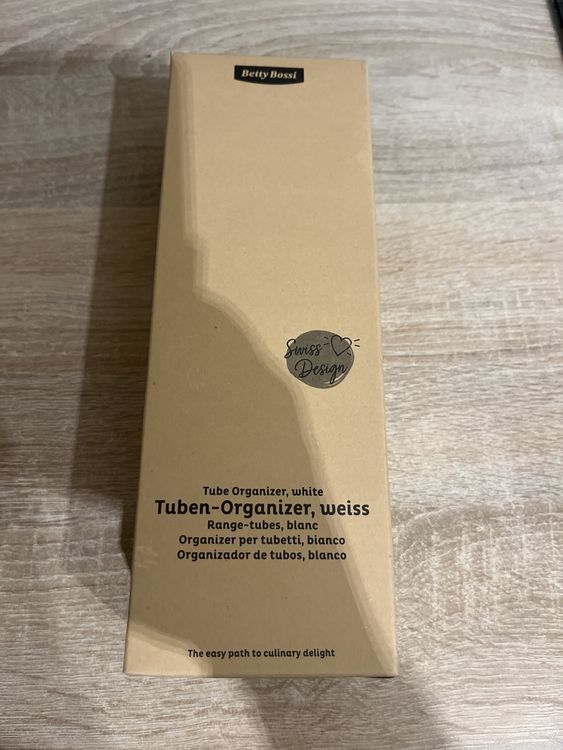 Betty Bossi
Swiss
Design
Tube Organizer, white
Tuben-Organizer, weiss
Range-tubes, blanc
Organizer per tubetti, bianco
Organizador de tubos, blanco
The easy path to culinary delight